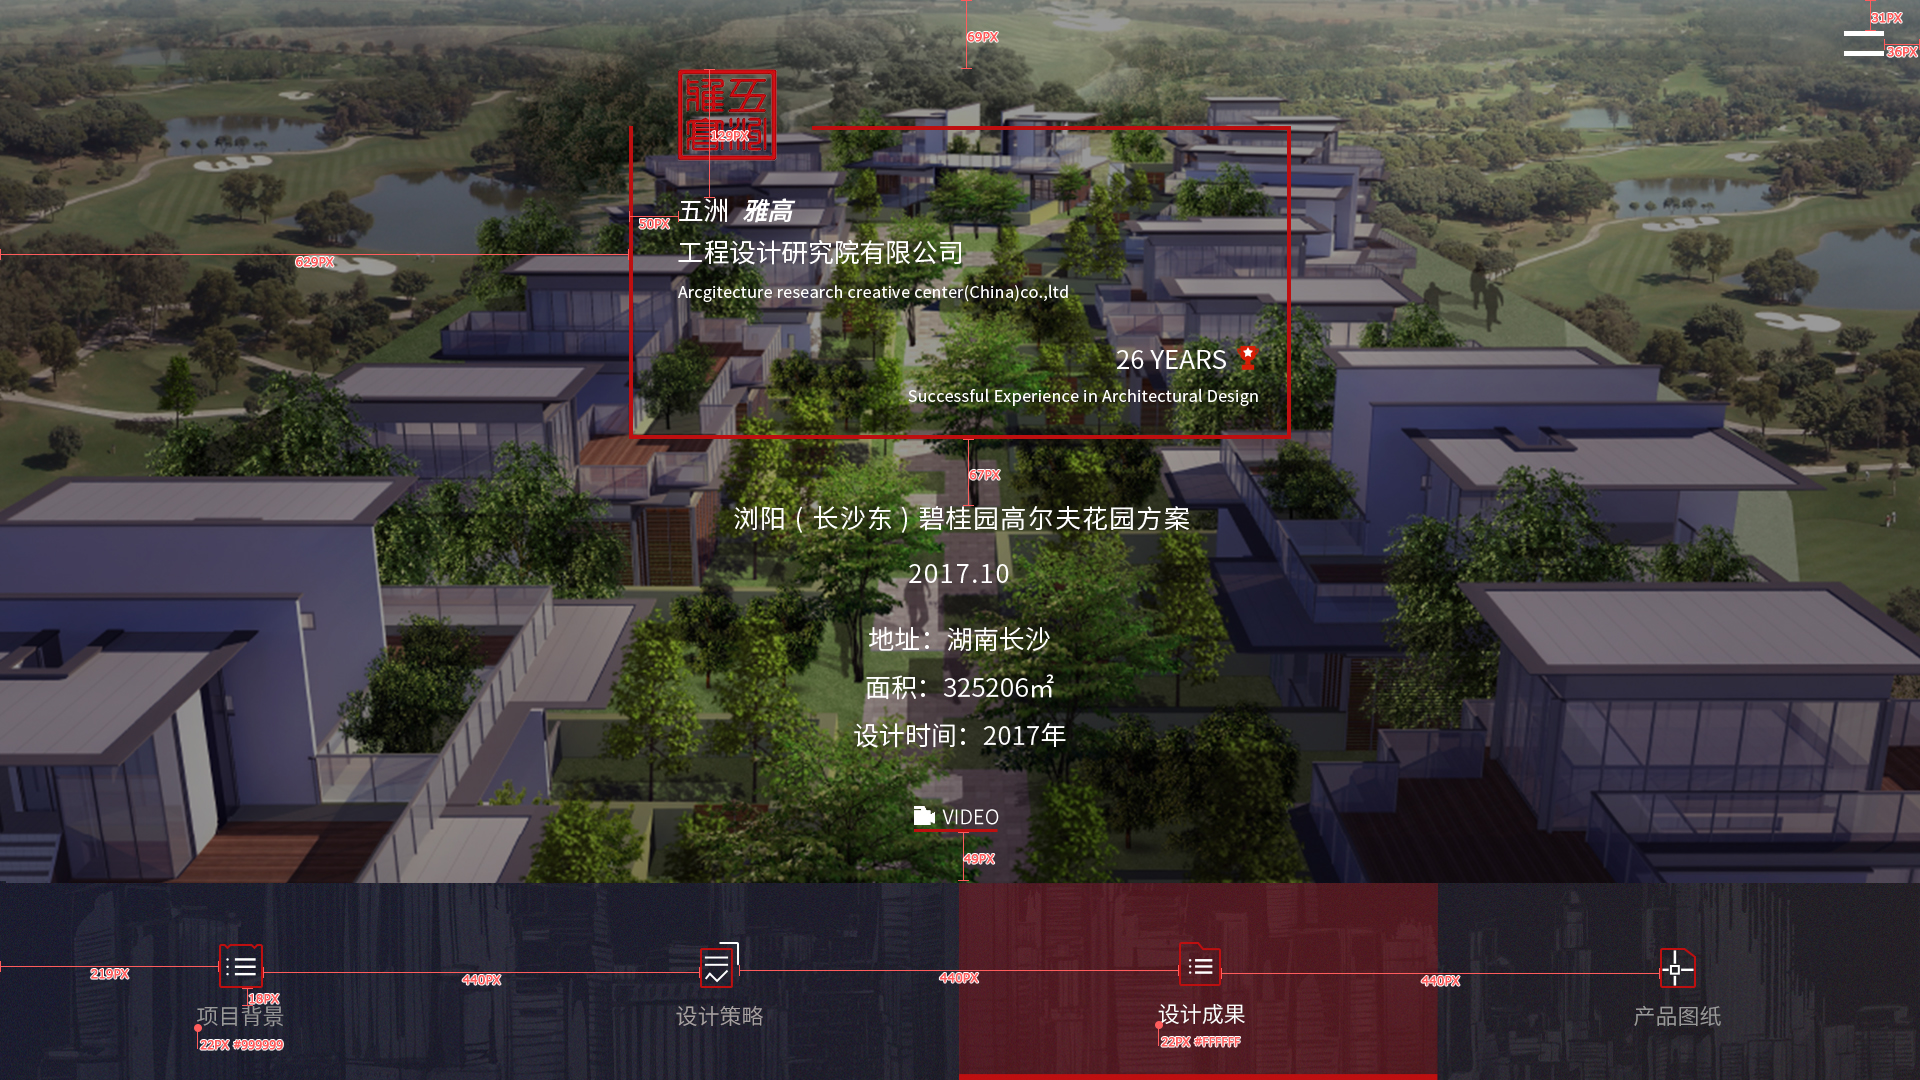 69PX
31PX
36PX
五洲
雅高
129PX
五洲 雅高
50PX
工程设计研究院有限公司
629PX
Arcgitecture research creative center(China)co.,ltd
26 YEARS
Successful Experience in Architectural Design
67PX
浏阳(长沙东)碧桂园高尔夫花园方案
2017.10
地址：湖南长沙
面积：325206㎡
设计时间：2017年
VIDEO
49PX
219PX
440PX
440PX
440PX
18PX
项目背景
设计策略
设计成果
产品图纸
22PX #999999
22PX #FFFFFF